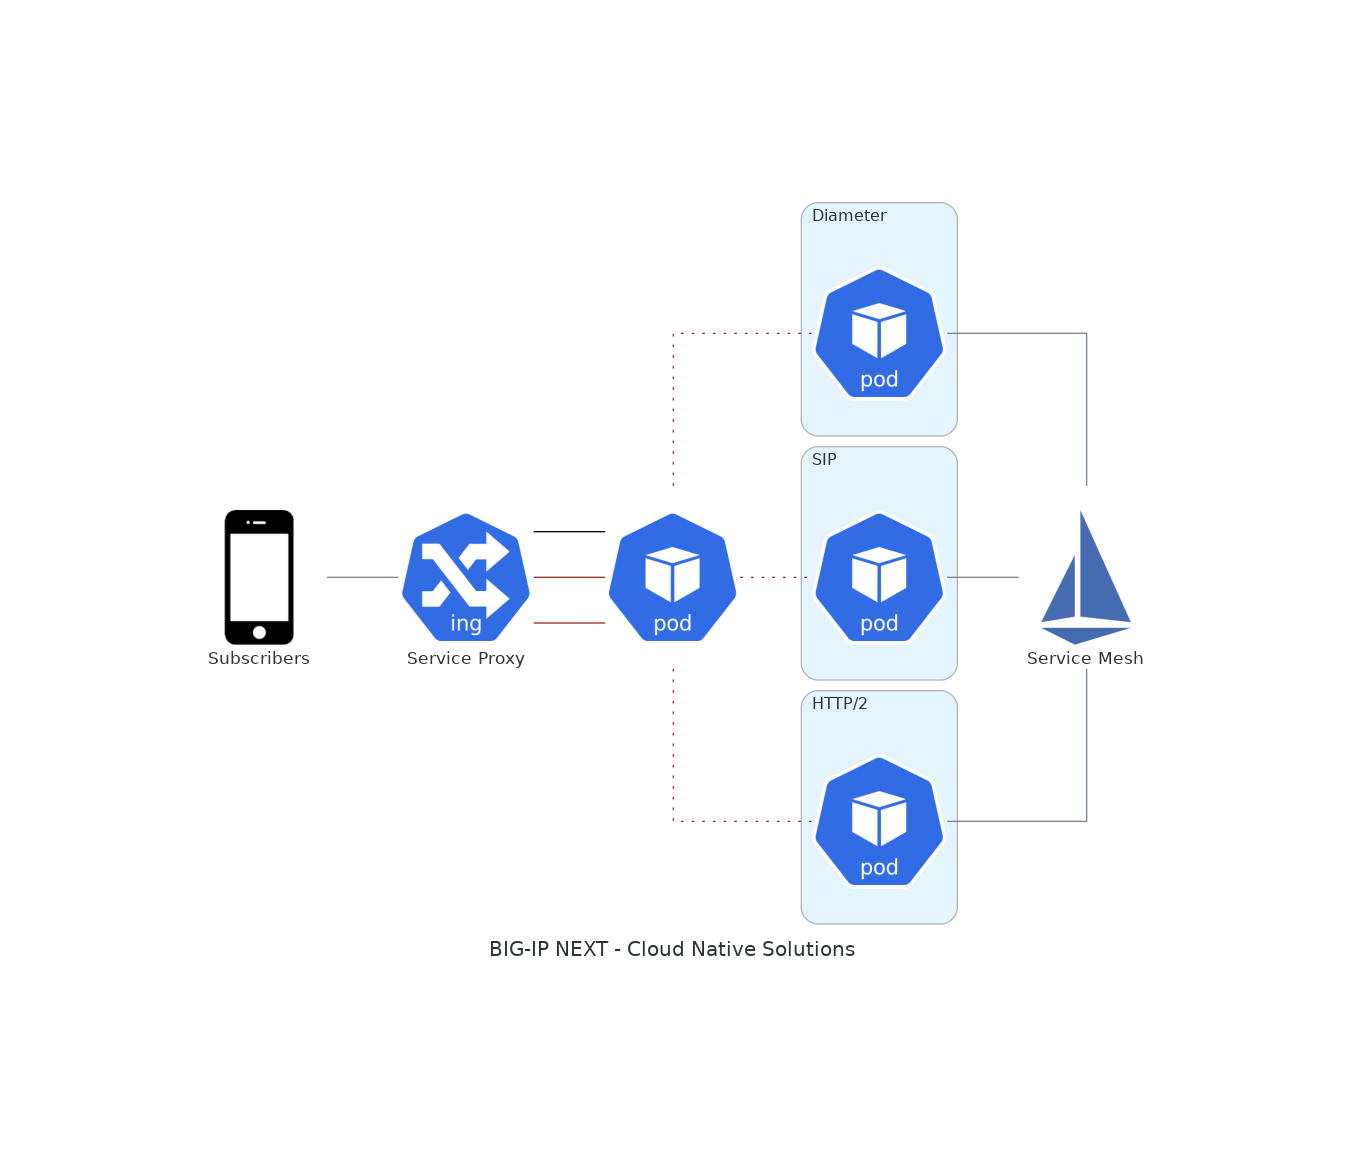 Diameter
pod
SIP
ing
pod
pod
Subscribers
Service Proxy
Service Mesh
HTTP/2
pod
BIG-IP NEXT - Cloud Native Solutions